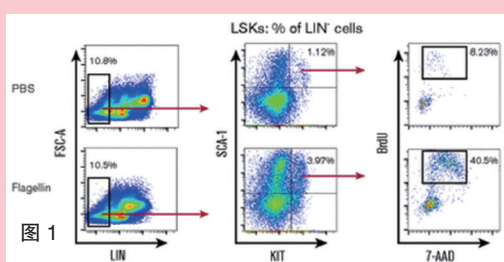 LSKs: % of LIN⁻ cells
PBS
10.8%
1.12%
6.23%
FSC-A
SCA-1
BrdU
Flagellin
10.5%
3.97%
40.5%
图 1
LIN
KIT
7-AAD